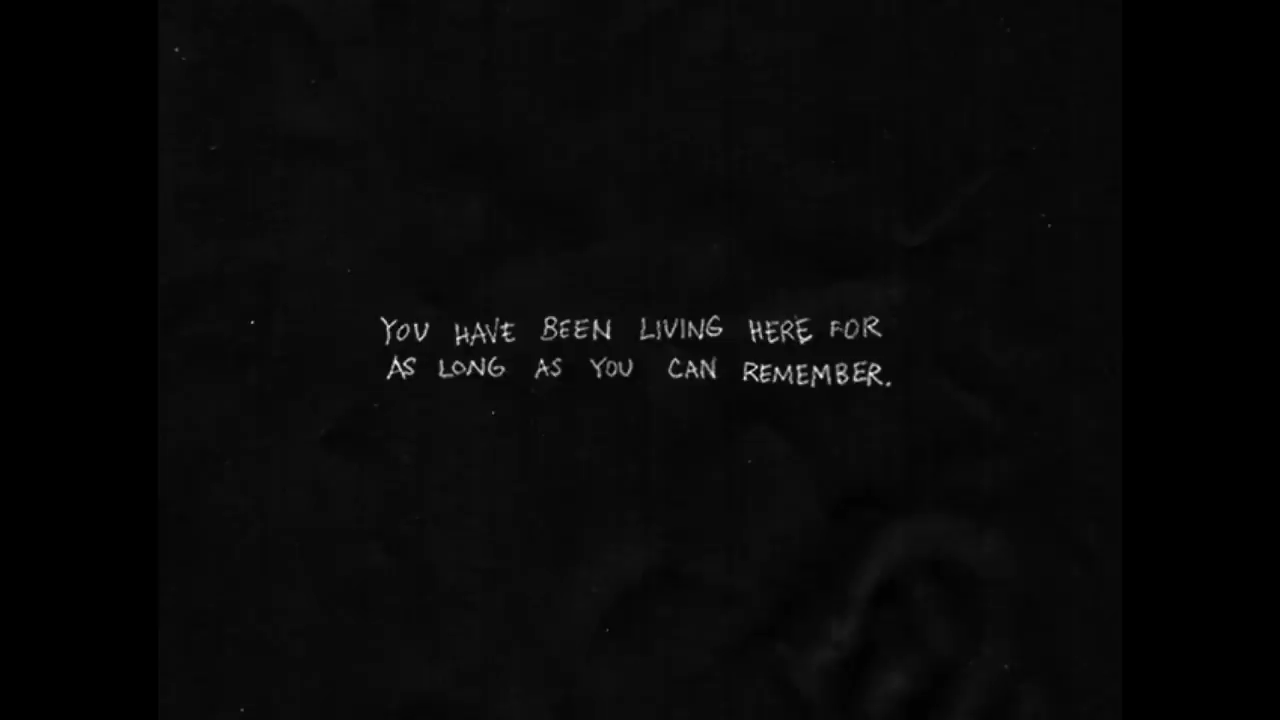 YOU HAVE BEEN LIVING HERE FOR
AS LONG AS YOU CAN REMEMBER.